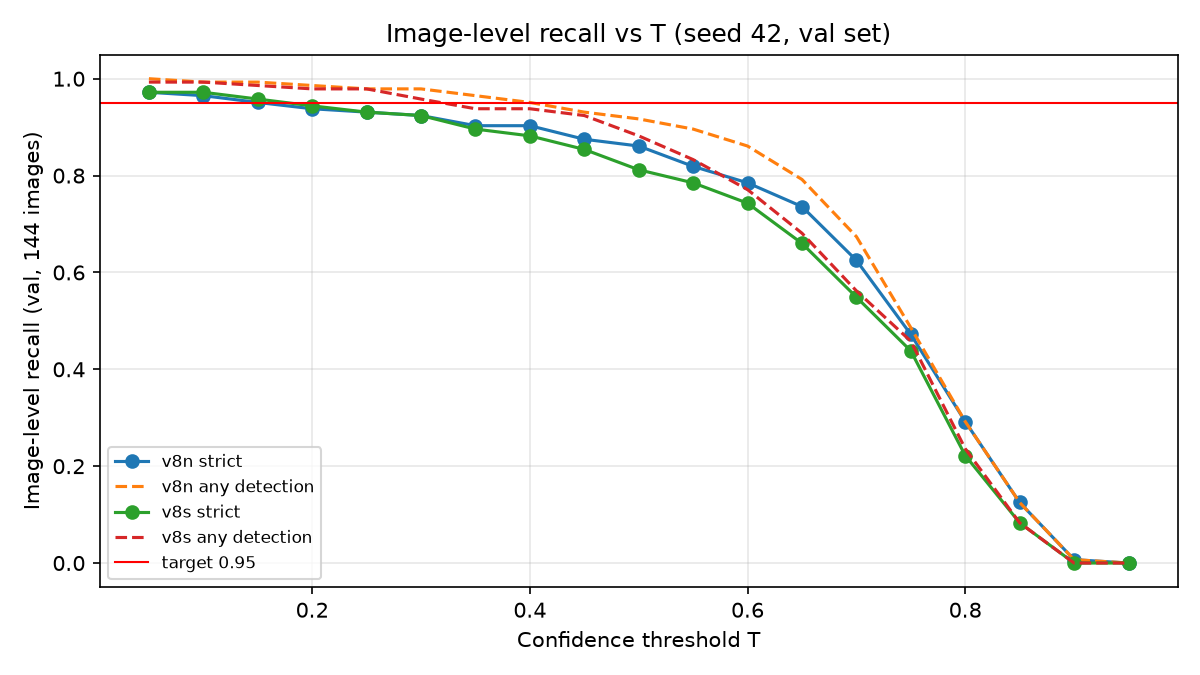 Image-level recall vs T (seed 42, val set)
Image-level recall (val, 144 images)
1.0
0.8
0.6
0.4
0.2
0.0
v8n strict
v8n any detection
v8s strict
v8s any detection
target 0.95
0.2
0.4
0.6
0.8
Confidence threshold T